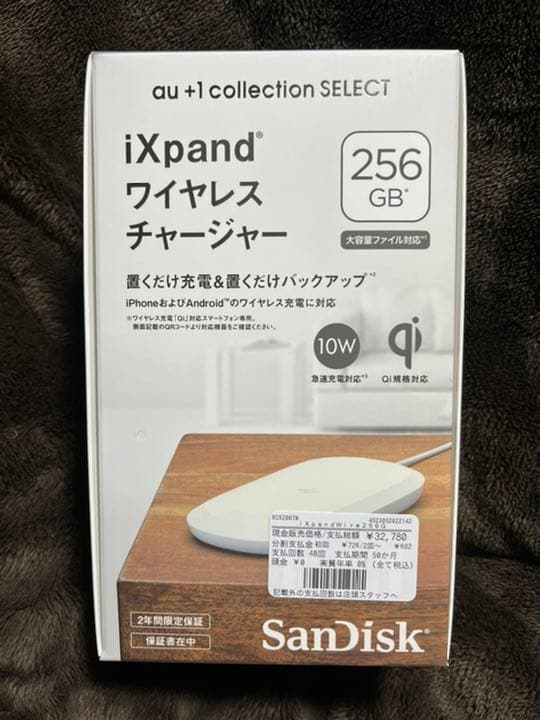 au +1 collection SELECT
iXpand®
ワイヤレス
チャージャー
256
GB*
大容量ファイル対応*1
置くだけ充電&置くだけバックアップ*2
iPhoneおよびAndroid™のワイヤレス充電に対応
※ワイヤレス充電「Qi」対応スマートフォン専用。
側面記載のQRコードより対応機種をご確認ください。
10W
急速充電対応*3
qi
Qi規格対応
R1S2007W 4523052022142
iXpandWire256G
現金販売価格/支払総額 ¥32,780
分割支払金 初回 ¥726/2回~ ¥682
支払回数 48回 支払期間 50か月
頭金 ¥0 実質年率 0% (全て税込)
記載外の支払回数は店頭スタッフへ
2年間限定保証
保証書在中
SanDisk®